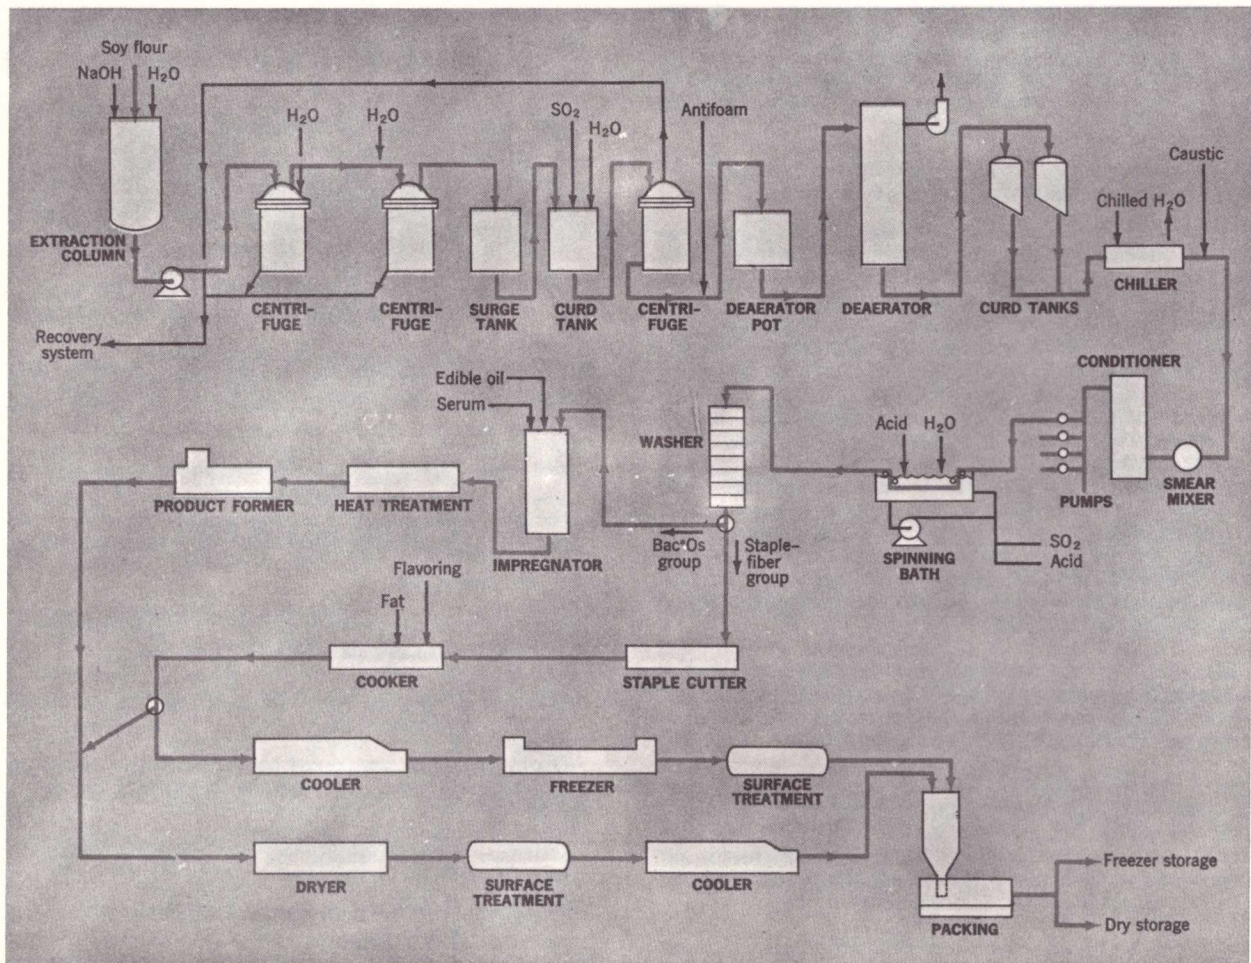 Soy flour
NaOH
H₂O
EXTRACTION
COLUMN
H₂O
H₂O
SO₂
H₂O
Antifoam
Caustic
Chilled H₂O
CENTRI-
FUGE
CENTRI-
FUGE
SURGE
TANK
CURD
TANK
CENTRI-
FUGE
DEAERATOR
POT
DEAERATOR
CURD TANKS
CHILLER
Recovery
system
Edible oil
Serum
WASHER
Acid
H₂O
CONDITIONER
PRODUCT FORMER
HEAT TREATMENT
IMPREGNATOR
Bac*Os
group
Staple-
fiber
group
SPINNING
BATH
PUMPS
SMEAR
MIXER
SO₂
Acid
Flavoring
Fat
COOKER
STAPLE CUTTER
COOLER
FREEZER
SURFACE
TREATMENT
DRYER
SURFACE
TREATMENT
COOLER
PACKING
Freezer storage
Dry storage